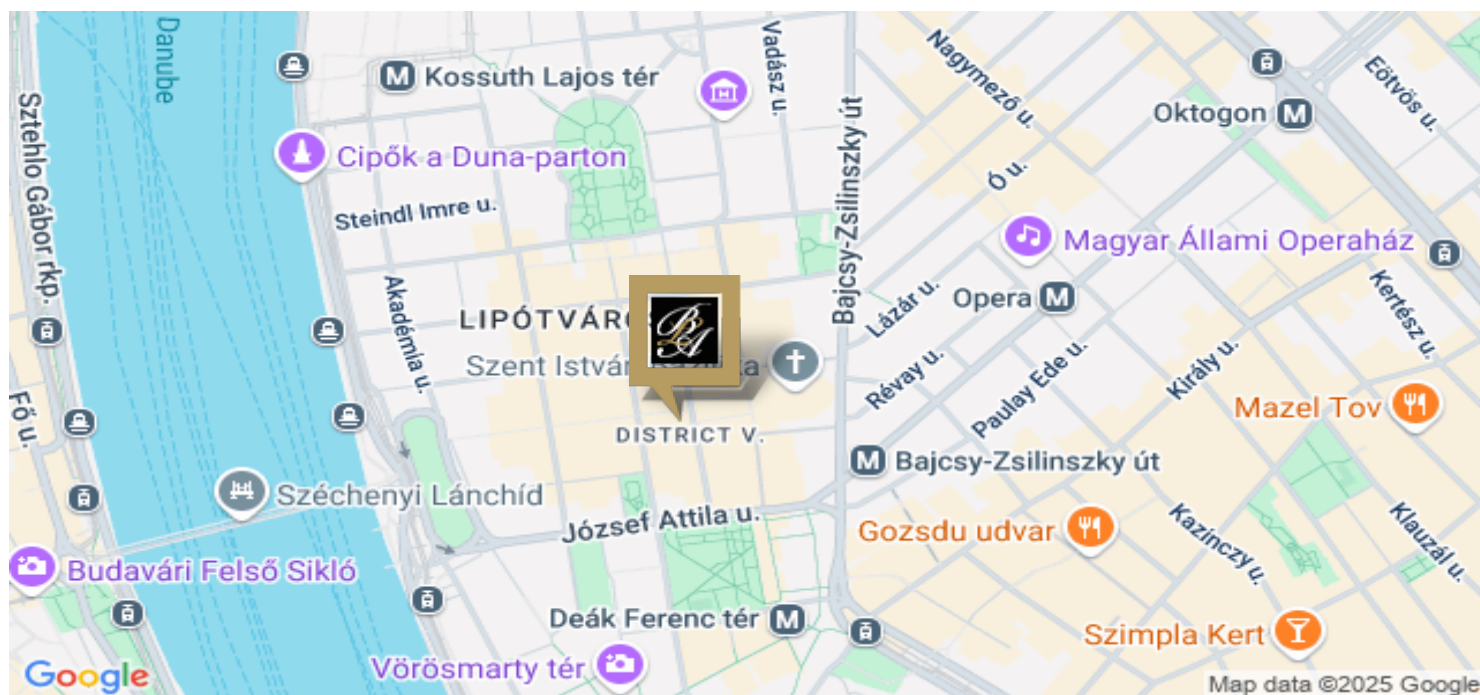 Danube
Sztehlo Gábor rkp.
Kossuth Lajos tér
Vadász u.
Nagymező u.
Oktogon
Eötvös u.
Cipők a Duna-parton
Steindl Imre u.
Bajcsy-Zsilinszky út
Ó u.
Magyar Állami Operaház
Akadémia u.
LIPÓTVÁROS
Szent István
Lázár u.
Opera
Kertész u.
Révay u.
Paulay Ede u.
Király u.
Mazel Tov
Fő u.
DISTRICT V.
Bajcsy-Zsilinszky út
Széchenyi Lánchíd
József Attila u.
Gozsdu udvar
Kazinczy u.
Klauzál u.
Budavári Felső Sikló
Deák Ferenc tér
Szimpla Kert
Vörösmarty tér
Google
Map data ©2025 Google